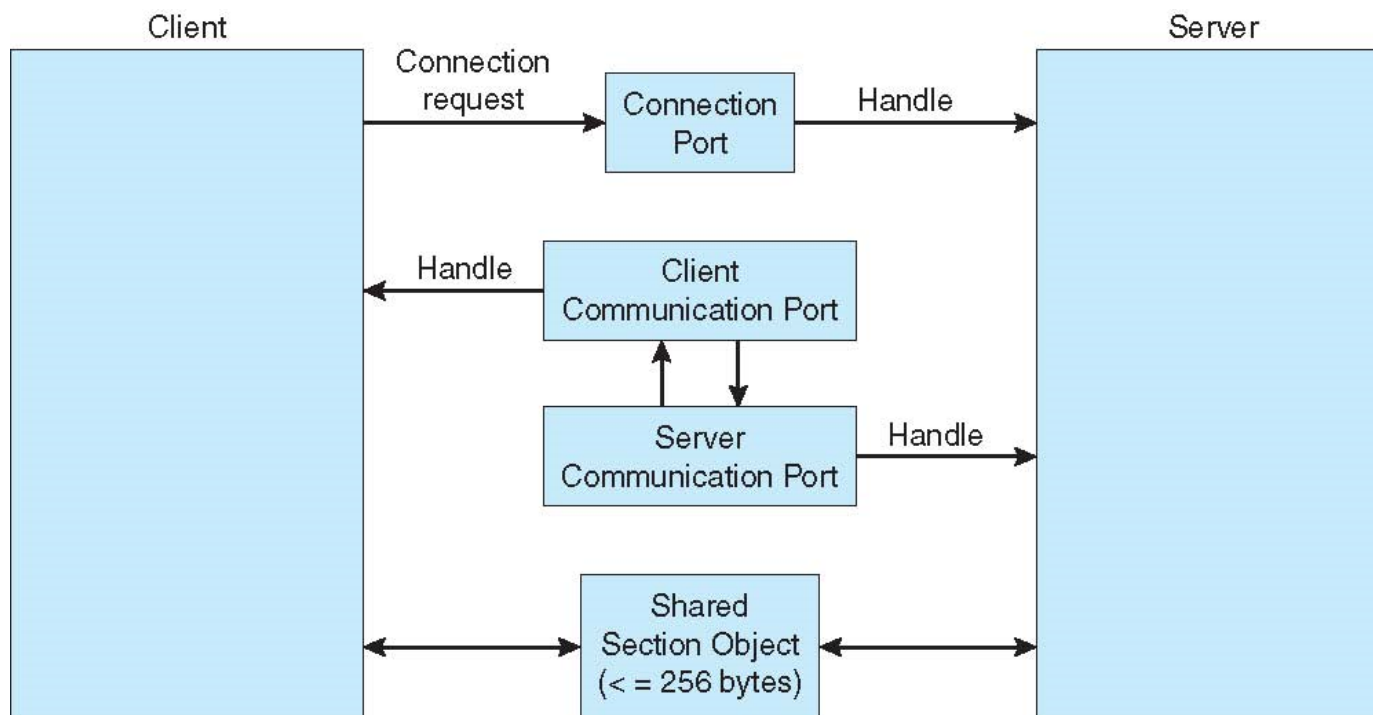 Client
Server
Connection
request
Connection
Port
Handle
Handle
Client
Communication Port
Server
Communication Port
Handle
Shared
Section Object
(< = 256 bytes)